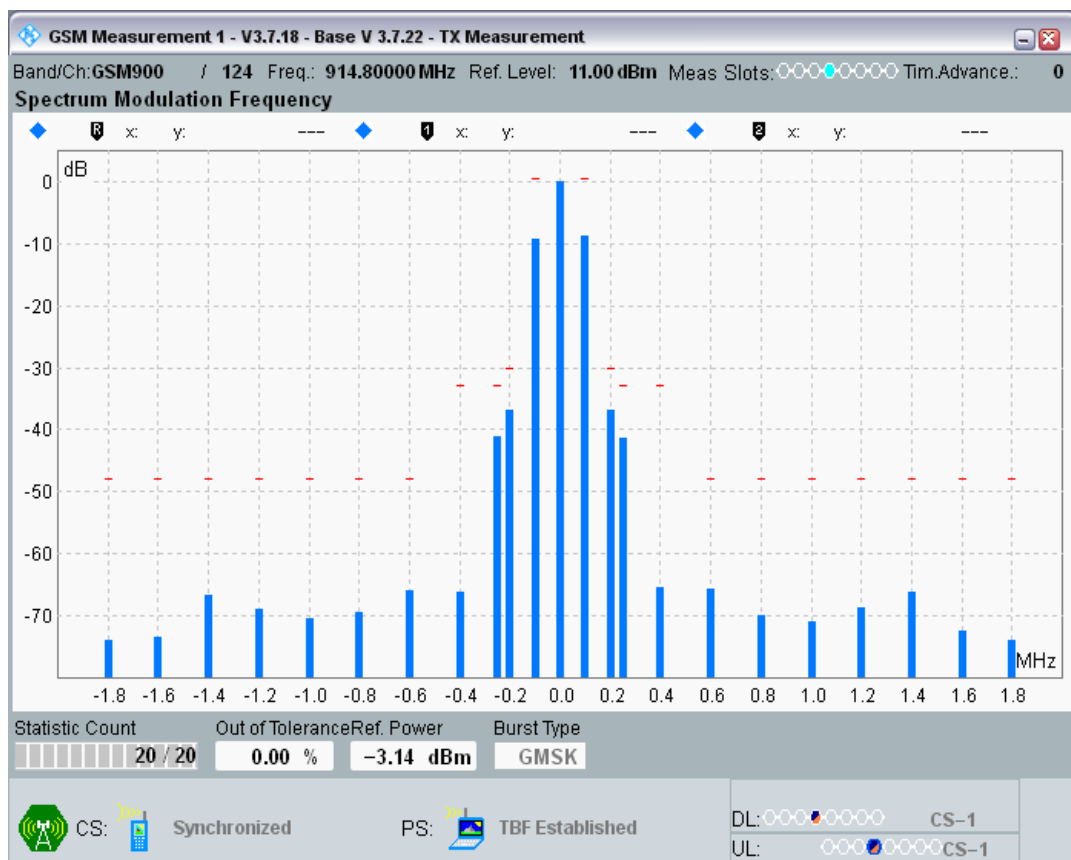 GSM Measurement 1 - V3.7.18 - Base V 3.7.22 - TX Measurement
Band/Ch:GSM900 / 124 Freq.: 914.80000 MHz Ref. Level: 11.00 dBm Meas Slots: Tim.Advance.: 0
Spectrum Modulation Frequency
R x: y: --- 1 x: y: --- 2 x: y: ---
dB
0
-10
-20
-30
-40
-50
-60
-70
MHz
-1.8 -1.6 -1.4 -1.2 -1.0 -0.8 -0.6 -0.4 -0.2 0.0 0.2 0.4 0.6 0.8 1.0 1.2 1.4 1.6 1.8
Statistic Count Out of Tolerance Ref. Power Burst Type
20 / 20 0.00 % -3.14 dBm GMSK
CS: Synchronized PS: TBF Established
DL: CS-1
UL: CS-1